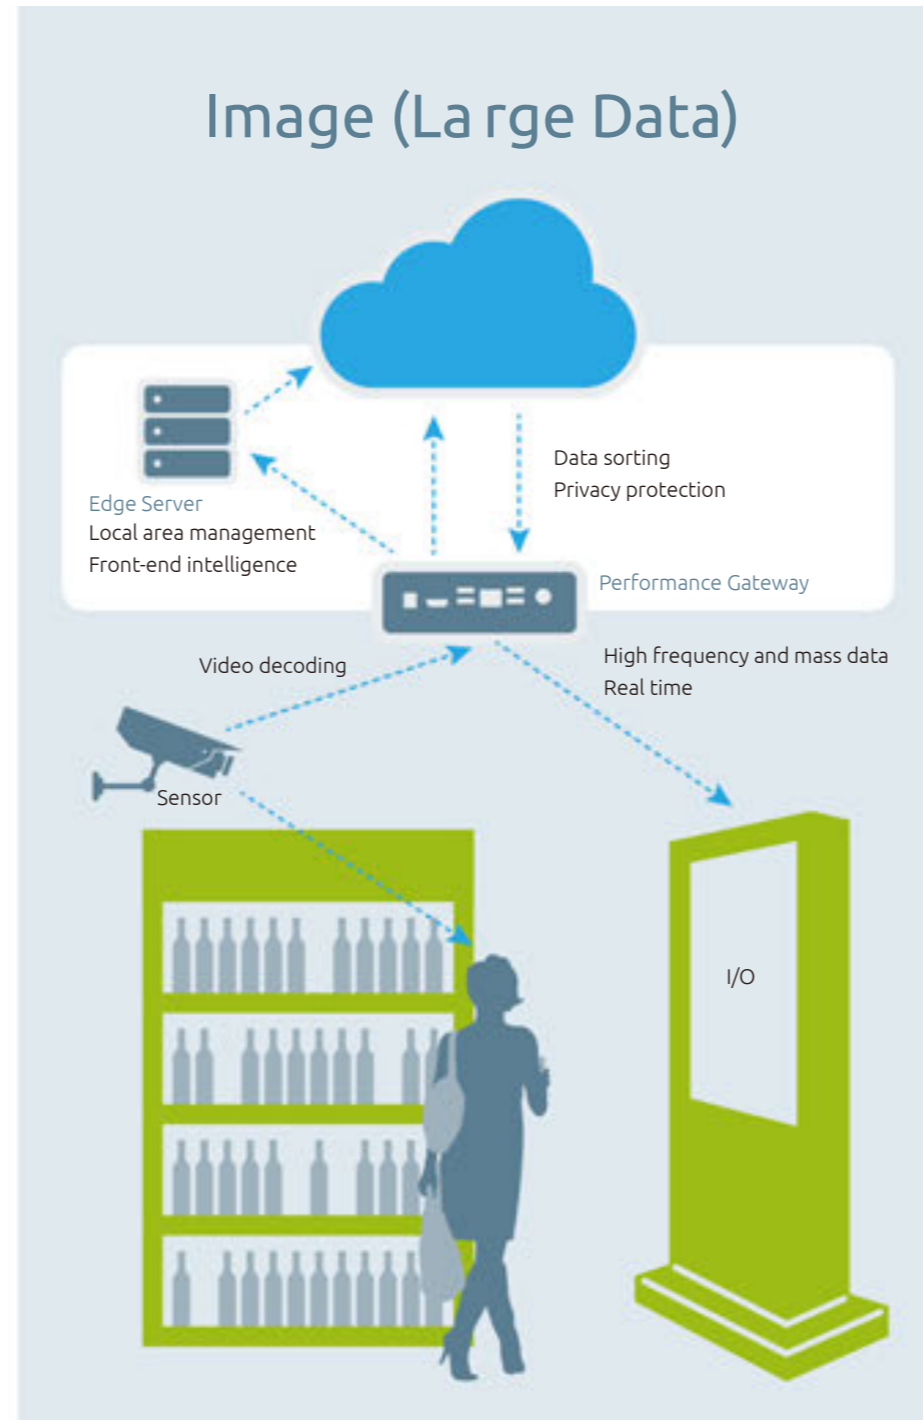 Image (La rge Data)
Data sorting
Privacy protection
Edge Server
Local area management
Front-end intelligence
Performance Gateway
Video decoding
High frequency and mass data
Real time
Sensor
I/O